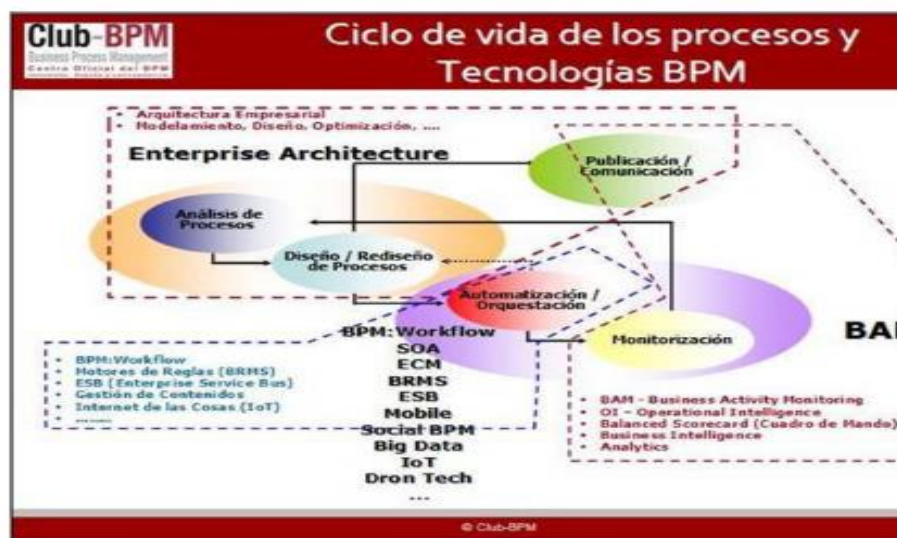 Club-BPM
Business Process Management
Centro Oficial del BPM
Ciclo de vida de los procesos y
Tecnologías BPM
• Arquitectura Empresarial
• Modelamiento, Diseño, Optimización, ....
Enterprise Architecture
Publicación /
Comunicación
Análisis de
Procesos
Diseño / Rediseño
de Procesos
Automatización /
Orquestación
Monitorización
BPM:Workflow
SOA
ECM
BRMS
ESB
Mobile
Social BPM
Big Data
IoT
Dron Tech
...
• BPM:Workflow
• Motores de Reglas (BRMS)
• ESB (Enterprise Service Bus)
• Gestión de Contenidos
• Internet de las Cosas (IoT)
• ......
• BAM - Business Activity Monitoring
• OI - Operational Intelligence
• Balanced Scorecard (Cuadro de Mando)
• Business Intelligence
• Analytics
© Club-BPM